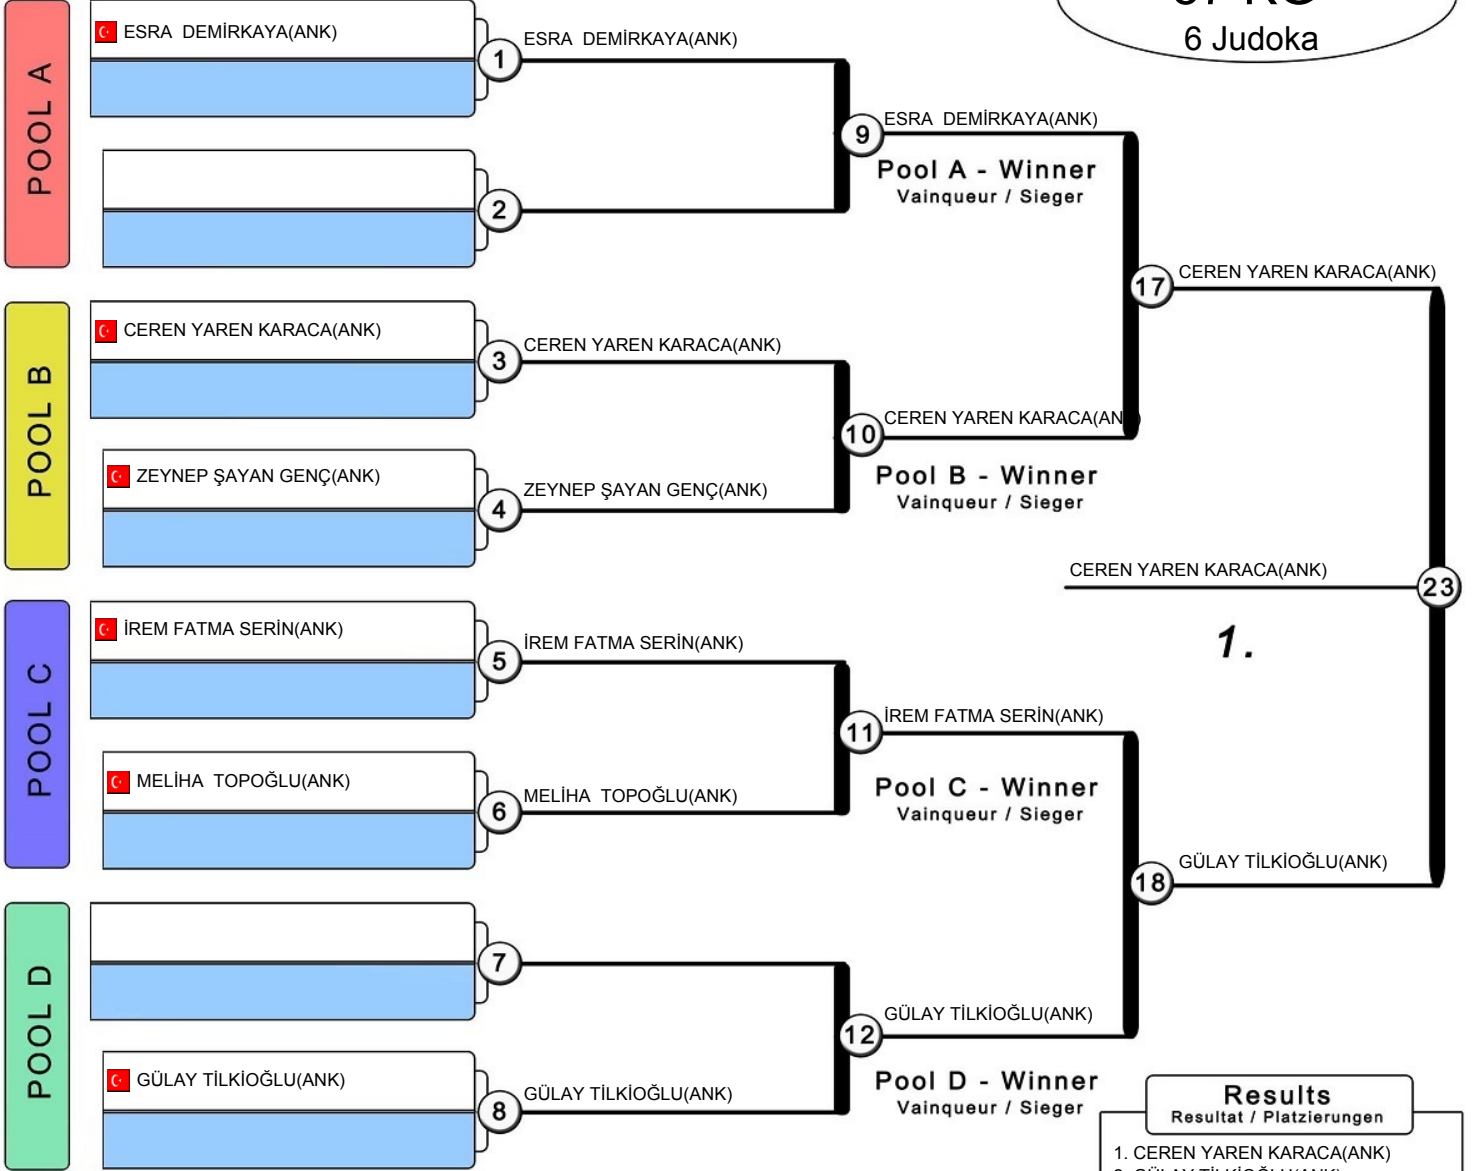 6 Judoka
POOL A
ESRA DEMİRKAYA(ANK)
1
ESRA DEMİRKAYA(ANK)
2
9
ESRA DEMİRKAYA(ANK)
Pool A - Winner
Vainqueur / Sieger
17
CEREN YAREN KARACA(ANK)
POOL B
CEREN YAREN KARACA(ANK)
3
CEREN YAREN KARACA(ANK)
ZEYNEP ŞAYAN GENÇ(ANK)
4
ZEYNEP ŞAYAN GENÇ(ANK)
10
CEREN YAREN KARACA(AN
Pool B - Winner
Vainqueur / Sieger
CEREN YAREN KARACA(ANK)
23
1.
POOL C
İREM FATMA SERİN(ANK)
5
İREM FATMA SERİN(ANK)
MELİHA TOPOĞLU(ANK)
6
MELİHA TOPOĞLU(ANK)
11
İREM FATMA SERİN(ANK)
Pool C - Winner
Vainqueur / Sieger
18
GÜLAY TİLKİOĞLU(ANK)
POOL D
7
GÜLAY TİLKİOĞLU(ANK)
8
GÜLAY TİLKİOĞLU(ANK)
12
GÜLAY TİLKİOĞLU(ANK)
Pool D - Winner
Vainqueur / Sieger
Results
Resultat / Platzierungen
1. CEREN YAREN KARACA(ANK)